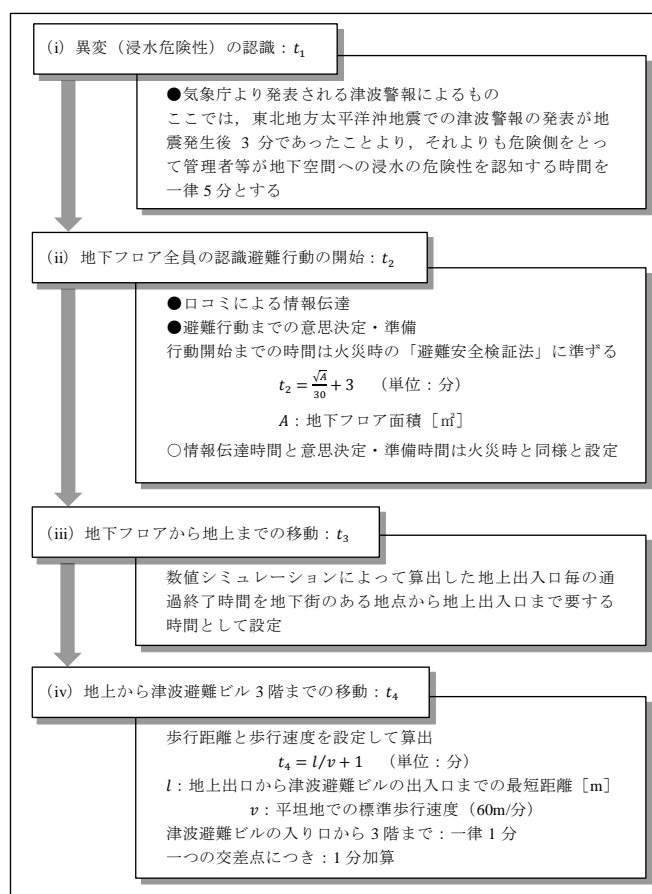 (i) 異変（浸水危険性）の認識：t₁
●気象庁より発表される津波警報によるもの
ここでは，東北地方太平洋沖地震での津波警報の発表が地
震発生後 3 分であったことより，それよりも危険側をとっ
て管理者等が地下空間への浸水の危険性を認知する時間を
一律 5 分とする
(ii) 地下フロア全員の認識避難行動の開始：t₂
●口コミによる情報伝達
●避難行動までの意思決定・準備
行動開始までの時間は火災時の「避難安全検証法」に準ずる
t₂ = √A/30 + 3 （単位：分）
A：地下フロア面積［㎡］
○情報伝達時間と意思決定・準備時間は火災時と同様と設定
(iii) 地下フロアから地上までの移動：t₃
数値シミュレーションによって算出した地上出入口毎の通
過終了時間を地下街のある地点から地上出入口まで要する
時間として設定
(iv) 地上から津波避難ビル 3 階までの移動：t₄
歩行距離と歩行速度を設定して算出
t₄ = l/v + 1 （単位：分）
l：地上出口から津波避難ビルの出入口までの最短距離［m］
v：平坦地での標準歩行速度（60m/分）
津波避難ビルの入り口から 3 階まで：一律 1 分
一つの交差点につき：1 分加算